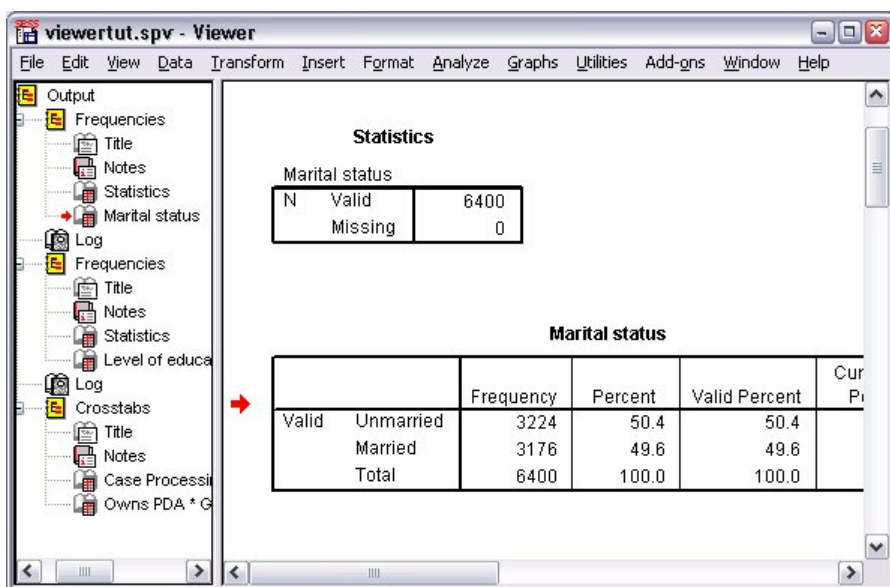 viewertut.spv - Viewer
File Edit View Data Transform Insert Format Analyze Graphs Utilities Add-ons Window Help
Output
Frequencies
Title
Notes
Statistics
Marital status
Log
Frequencies
Title
Notes
Statistics
Level of educa
Log
Crosstabs
Title
Notes
Case Processi
Owns PDA * G
Statistics
Marital status
N Valid 6400
Missing 0
Marital status
Frequency Percent Valid Percent Cur
P
Valid Unmarried 3224 50.4 50.4
Married 3176 49.6 49.6
Total 6400 100.0 100.0